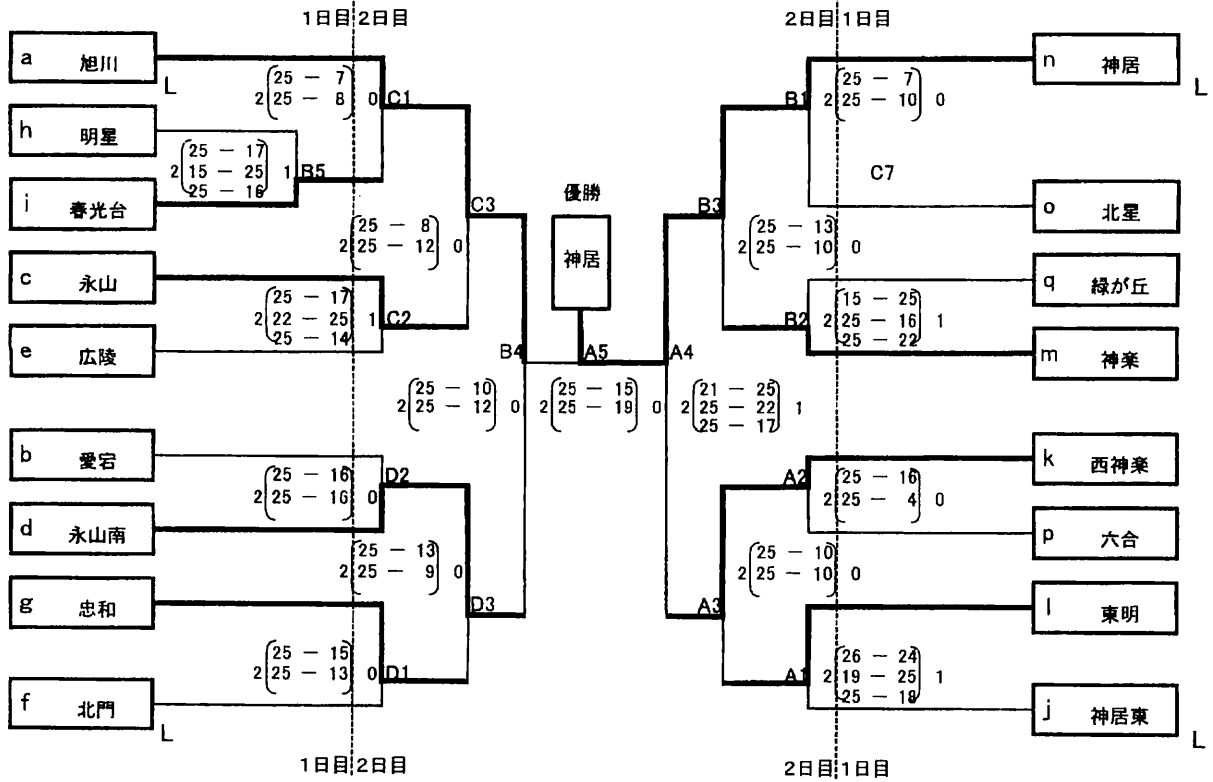 1日目 2日目
2日目 1日目
a 旭川
L
2 (25 － 7
25 － 8) 0
C1
h 明星
2 (25 － 17
15 － 25
25 － 16) 1
B5
i 春光台
C3
2 (25 － 8
25 － 12) 0
c 永山
2 (25 － 17
22 － 25
25 － 14) 1
C2
e 広陵
B4
2 (25 － 10
25 － 12) 0
b 愛宕
D2
2 (25 － 16
25 － 16) 0
d 永山南
2 (25 － 13
25 － 9) 0
g 忠和
D3
2 (25 － 15
25 － 13) 0
D1
f 北門
L
優勝
神居
A5
2 (25 － 15
25 － 19) 0
n 神居
L
B1
2 (25 － 7
25 － 10) 0
C7
o 北星
B3
2 (25 － 13
25 － 10) 0
q 緑が丘
B2
2 (15 － 25
25 － 16
25 － 22) 1
m 神楽
A4
2 (21 － 25
25 － 22
25 － 17) 1
k 西神楽
A2
2 (25 － 16
25 － 4) 0
p 六合
2 (25 － 10
25 － 10) 0
A3
l 東明
A1
2 (26 － 24
19 － 25
25 － 18) 1
j 神居東
L
1日目 2日目
2日目 1日目